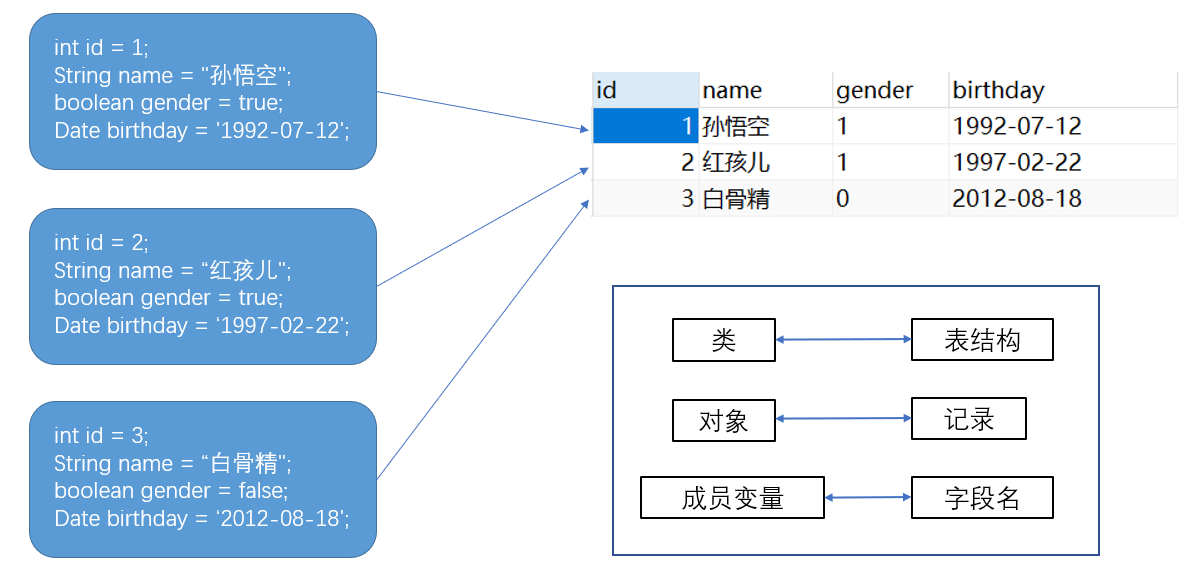 int id = 1;
String name = "孙悟空";
boolean gender = true;
Date birthday = '1992-07-12';
int id = 2;
String name = “红孩儿";
boolean gender = true;
Date birthday = ‘1997-02-22';
int id = 3;
String name = “白骨精";
boolean gender = false;
Date birthday = ‘2012-08-18';
id name gender birthday
1 孙悟空 1 1992-07-12
2 红孩儿 1 1997-02-22
3 白骨精 0 2012-08-18
类 表结构
对象 记录
成员变量 字段名